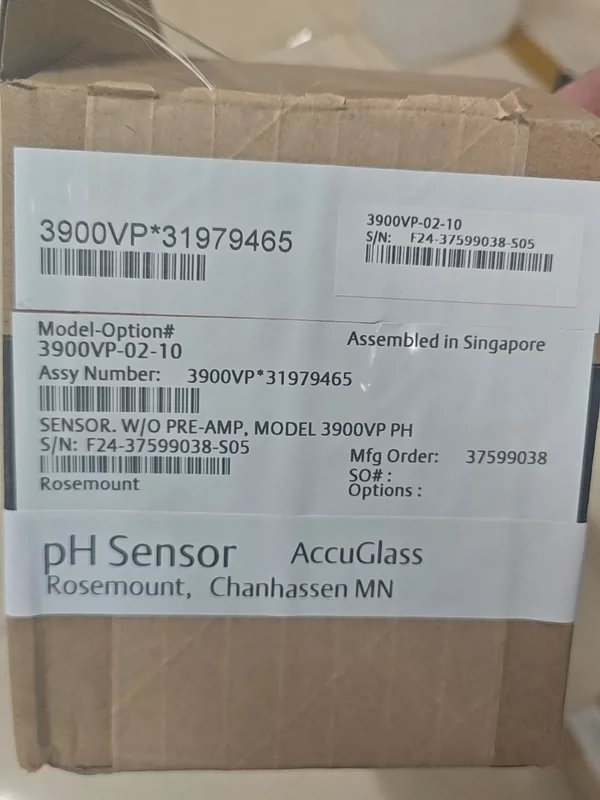 3900VP*31979465
3900VP-02-10
S/N: F24-37599038-S05
Model-Option#
3900VP-02-10
Assembled in Singapore
Assy Number: 3900VP*31979465
SENSOR. W/O PRE-AMP, MODEL 3900VP PH
S/N: F24-37599038-S05
Mfg Order: 37599038
SO# :
Options :
Rosemount
pH Sensor AccuGlass
Rosemount, Chanhassen MN